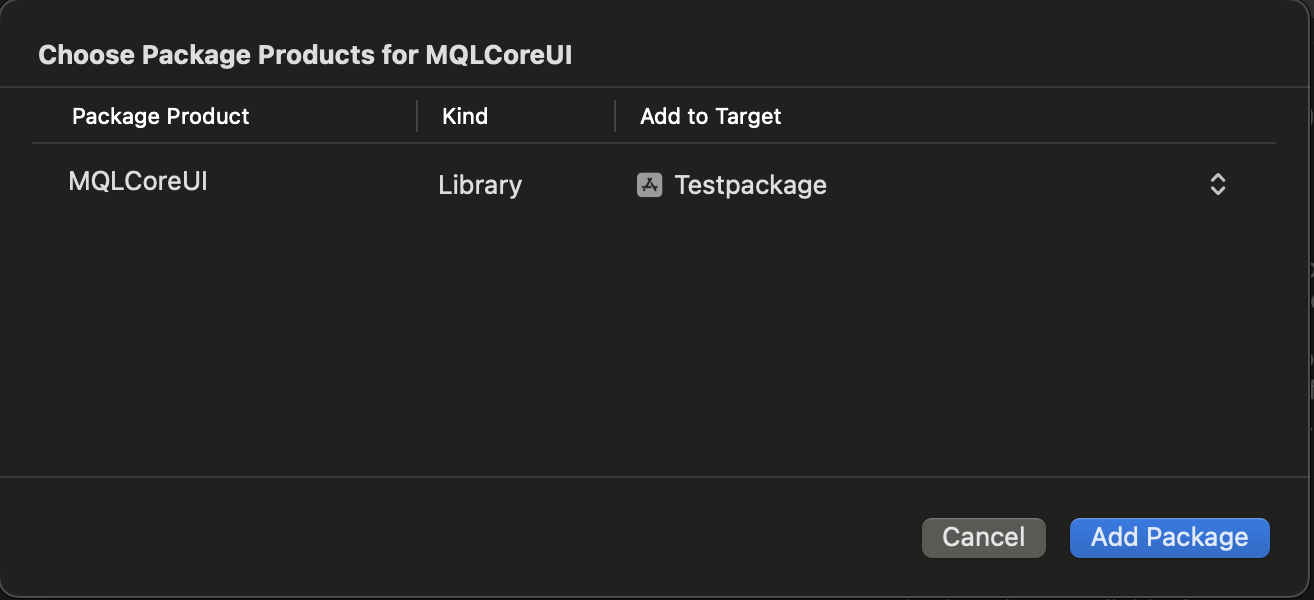 Choose Package Products for MQLCoreUI
Package Product Kind Add to Target
MQLCoreUI Library Testpackage
Cancel Add Package